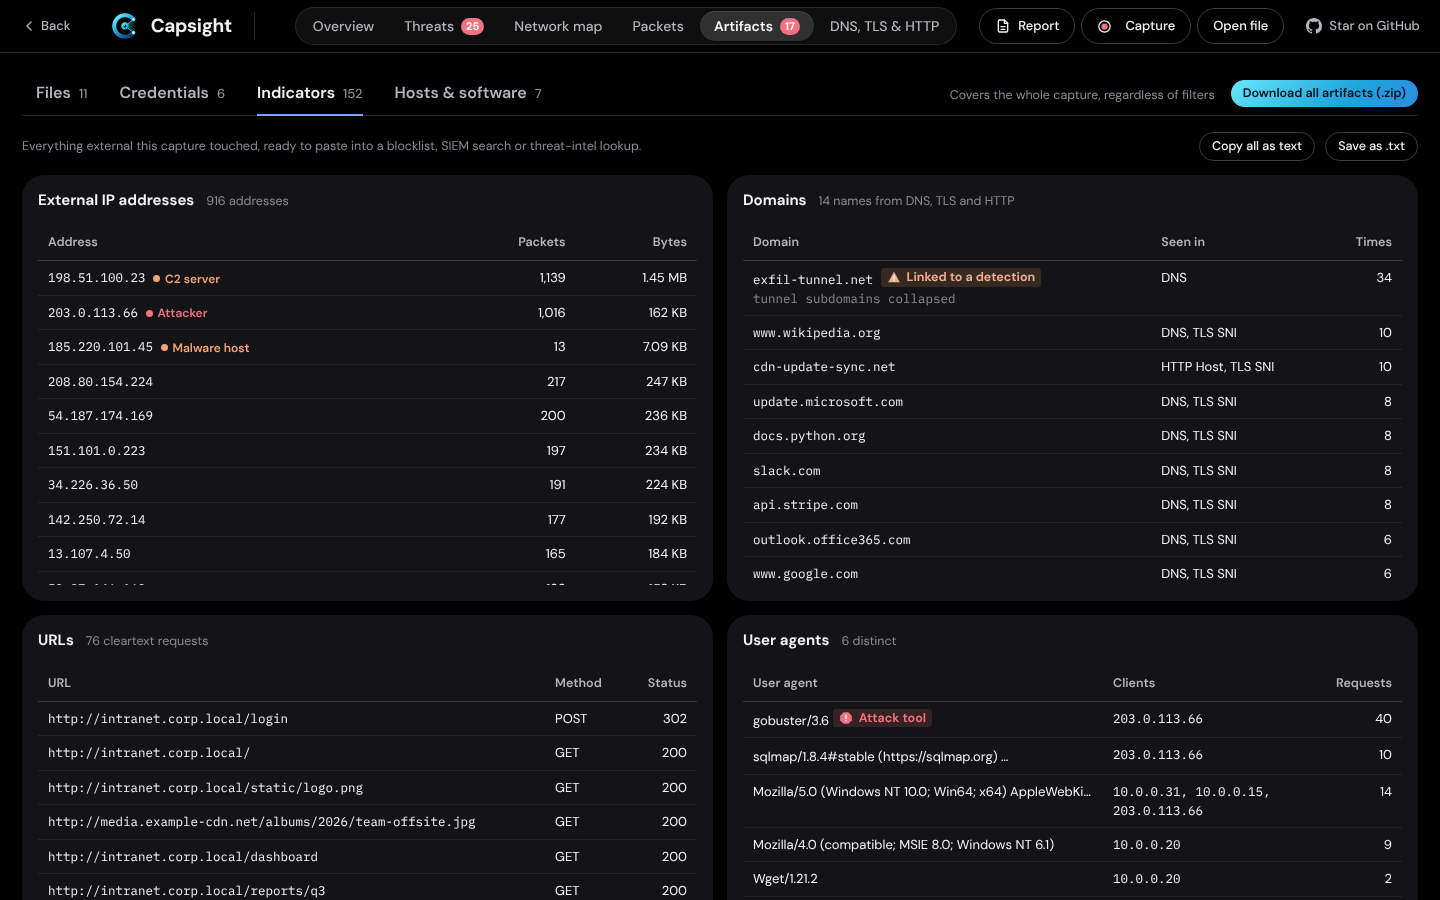 Back
Capsight
Overview
Threats 25
Network map
Packets
Artifacts 17
DNS, TLS & HTTP
Report
Capture
Open file
Star on GitHub
Files 11
Credentials 6
Indicators 152
Hosts & software 7
Covers the whole capture, regardless of filters
Download all artifacts (.zip)
Everything external this capture touched, ready to paste into a blocklist, SIEM search or threat-intel lookup.
Copy all as text
Save as .txt
External IP addresses 916 addresses
Address Packets Bytes
198.51.100.23 C2 server 1,139 1.45 MB
203.0.113.66 Attacker 1,016 162 KB
185.220.101.45 Malware host 13 7.09 KB
208.80.154.224 217 247 KB
54.187.174.169 200 236 KB
151.101.0.223 197 234 KB
34.226.36.50 191 224 KB
142.250.72.14 177 192 KB
13.107.4.50 165 184 KB
Domains 14 names from DNS, TLS and HTTP
Domain Seen in Times
exfil-tunnel.net Linked to a detection DNS 34
tunnel subdomains collapsed
www.wikipedia.org DNS, TLS SNI 10
cdn-update-sync.net HTTP Host, TLS SNI 10
update.microsoft.com DNS, TLS SNI 8
docs.python.org DNS, TLS SNI 8
slack.com DNS, TLS SNI 8
api.stripe.com DNS, TLS SNI 8
outlook.office365.com DNS, TLS SNI 6
www.google.com DNS, TLS SNI 6
URLs 76 cleartext requests
URL Method Status
http://intranet.corp.local/login POST 302
http://intranet.corp.local/ GET 200
http://intranet.corp.local/static/logo.png GET 200
http://media.example-cdn.net/albums/2026/team-offsite.jpg GET 200
http://intranet.corp.local/dashboard GET 200
http://intranet.corp.local/reports/q3 GET 200
User agents 6 distinct
User agent Clients Requests
gobuster/3.6 Attack tool 203.0.113.66 40
sqlmap/1.8.4#stable (https://sqlmap.org) ... 203.0.113.66 10
Mozilla/5.0 (Windows NT 10.0; Win64; x64) AppleWebKi... 10.0.0.31, 10.0.0.15, 14
203.0.113.66
Mozilla/4.0 (compatible; MSIE 8.0; Windows NT 6.1) 10.0.0.20 9
Wget/1.21.2 10.0.0.20 2